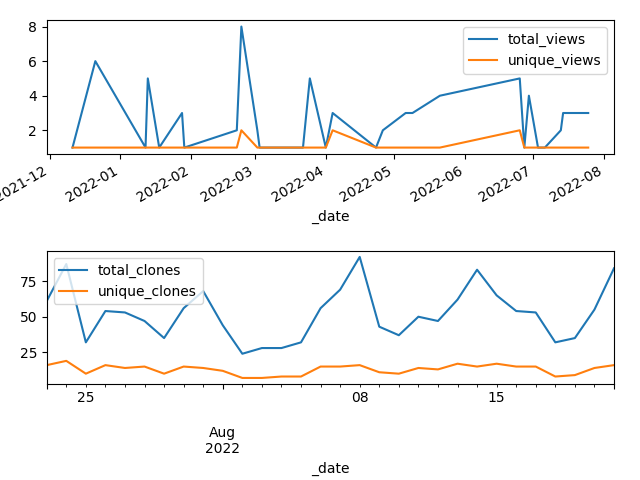 8
6
4
2
total_views
unique_views
2021-12
2022-01
2022-02
2022-03
2022-04
2022-05
2022-06
2022-07
2022-08
_date
75
50
25
total_clones
unique_clones
25
08
15
Aug
2022
_date